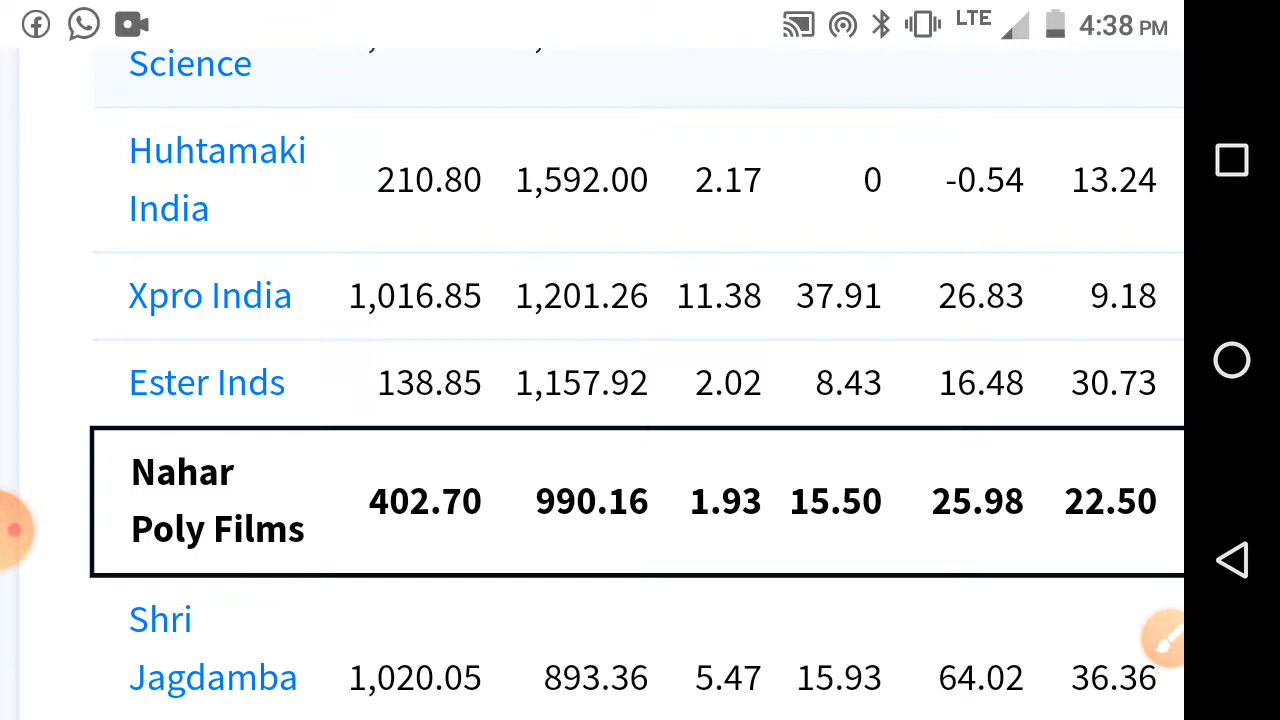 LTE 4:38 PM
Science
Huhtamaki
India 210.80 1,592.00 2.17 0 -0.54 13.24
Xpro India 1,016.85 1,201.26 11.38 37.91 26.83 9.18
Ester Inds 138.85 1,157.92 2.02 8.43 16.48 30.73
Nahar
Poly Films 402.70 990.16 1.93 15.50 25.98 22.50
Shri
Jagdamba 1,020.05 893.36 5.47 15.93 64.02 36.36